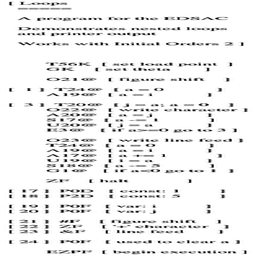 [ Loops
=====
A program for the EDSAC
Demonstrates nested loops
and printer output
Works with Initial Orders 2 ]
T56K [ set load point ]
GK [ set theta ]
O21@ [ figure shift ]
[ 1 ] T24@ [ a = 0 ]
A19@ [ a = i ]
[ 3 ] T20@ [ j = a; a = 0 ]
O22@ [ write character ]
A20@ [ a = j ]
S17@ [ a -= 1 ]
U20@ [ j = a ]
E3@ [ if a>=0 go to 3 ]
O23@ [ write line feed ]
T24@ [ a = 0 ]
A19@ [ a = i ]
A17@ [ a += 1 ]
U19@ [ i = a ]
S18@ [ a -= 5 ]
G1@ [ if a<0 go to 1 ]
ZF [ halt ]
[ 17 ] P0D [ const: 1 ]
[ 18 ] P2D [ const: 5 ]
[ 19 ] P0F [ var: i ]
[ 20 ] P0F [ var: j ]
[ 21 ] #F [ figure shift ]
[ 22 ] ZF [ '+' character ]
[ 23 ] &F [ line feed ]
[ 24 ] P0F [ used to clear a ]
EZPF [ begin execution ]